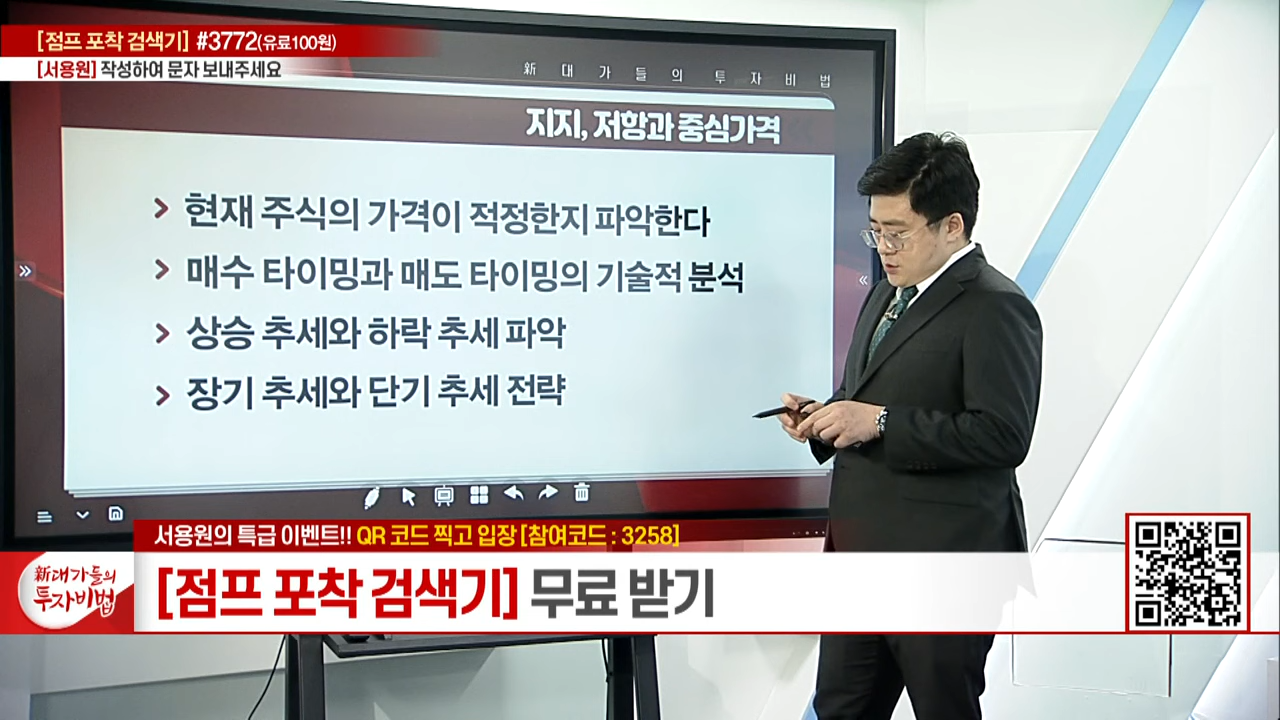 [점프 포착 검색기] #3772(유료100원)
[서용원] 작성하여 문자 보내주세요
新 대가들의 투자비법
지지, 저항과 중심가격
현재 주식의 가격이 적정한지 파악한다
매수 타이밍과 매도 타이밍의 기술적 분석
상승 추세와 하락 추세 파악
장기 추세와 단기 추세 전략
서용원의 특급 이벤트!! QR 코드 찍고 입장 [참여코드 : 3258]
新대가들의
투자비법
[점프 포착 검색기] 무료 받기